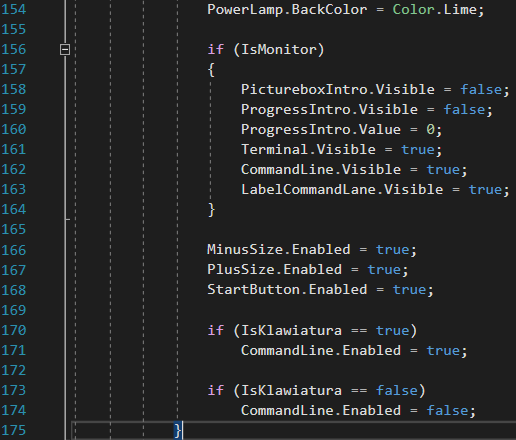 154 PowerLamp.BackColor = Color.Lime;
155
156 if (IsMonitor)
157 {
158 PictureboxIntro.Visible = false;
159 ProgressIntro.Visible = false;
160 ProgressIntro.Value = 0;
161 Terminal.Visible = true;
162 CommandLine.Visible = true;
163 LabelCommandLane.Visible = true;
164 }
165
166 MinusSize.Enabled = true;
167 PlusSize.Enabled = true;
168 StartButton.Enabled = true;
169
170 if (IsKlawiatura == true)
171 CommandLine.Enabled = true;
172
173 if (IsKlawiatura == false)
174 CommandLine.Enabled = false;
175 }